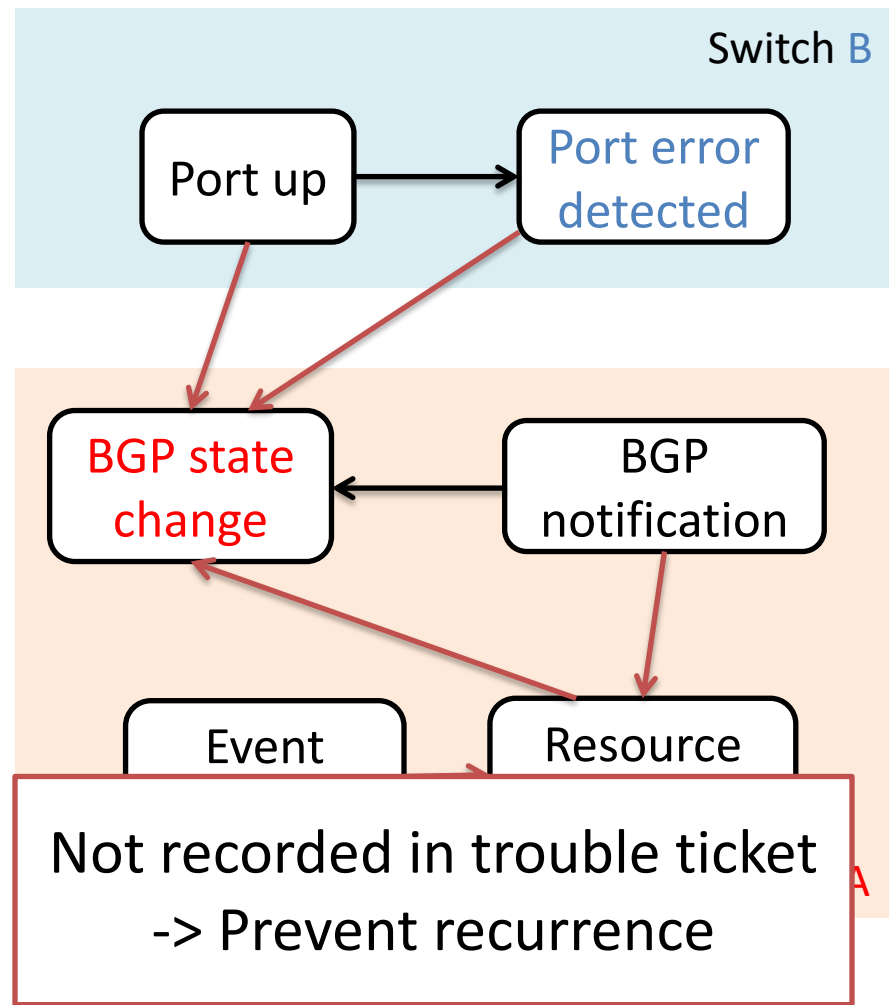 Switch B
Port up
Port error
detected
BGP state
change
BGP
notification
Event
Resource
A
Not recorded in trouble ticket
-> Prevent recurrence